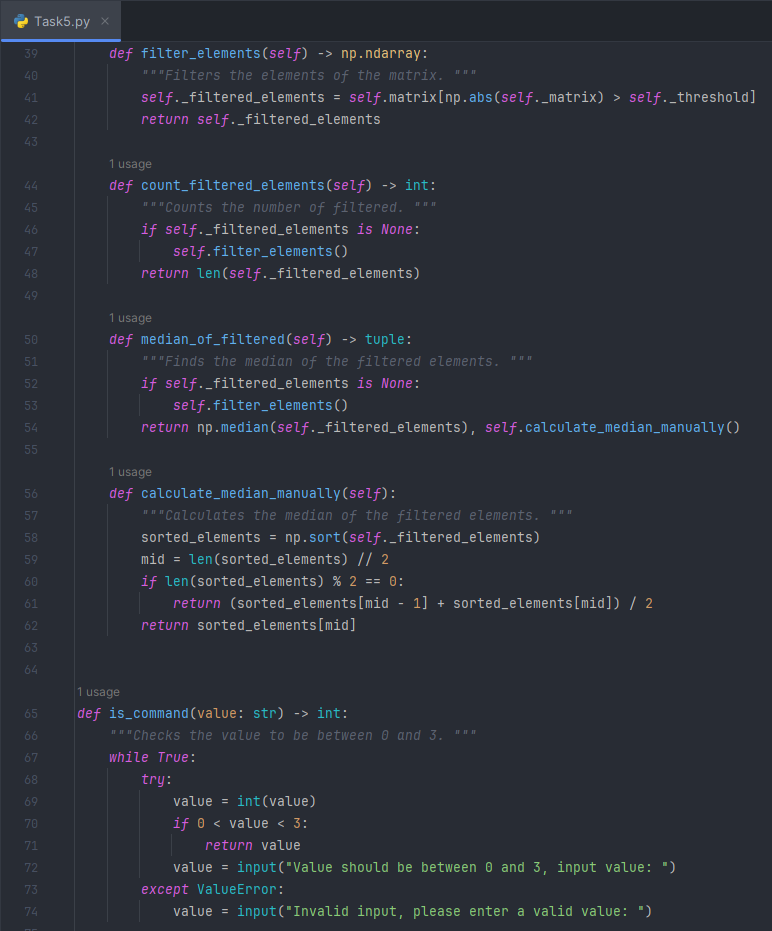 Task5.py ×
39 def filter_elements(self) -> np.ndarray:
40 """Filters the elements of the matrix. """
41 self._filtered_elements = self.matrix[np.abs(self._matrix) > self._threshold]
42 return self._filtered_elements
43
1 usage
44 def count_filtered_elements(self) -> int:
45 """Counts the number of filtered. """
46 if self._filtered_elements is None:
47 self.filter_elements()
48 return len(self._filtered_elements)
49
1 usage
50 def median_of_filtered(self) -> tuple:
51 """Finds the median of the filtered elements. """
52 if self._filtered_elements is None:
53 self.filter_elements()
54 return np.median(self._filtered_elements), self.calculate_median_manually()
55
1 usage
56 def calculate_median_manually(self):
57 """Calculates the median of the filtered elements. """
58 sorted_elements = np.sort(self._filtered_elements)
59 mid = len(sorted_elements) // 2
60 if len(sorted_elements) % 2 == 0:
61 return (sorted_elements[mid - 1] + sorted_elements[mid]) / 2
62 return sorted_elements[mid]
63
64
1 usage
65 def is_command(value: str) -> int:
66 """Checks the value to be between 0 and 3. """
67 while True:
68 try:
69 value = int(value)
70 if 0 < value < 3:
71 return value
72 value = input("Value should be between 0 and 3, input value: ")
73 except ValueError:
74 value = input("Invalid input, please enter a valid value: ")